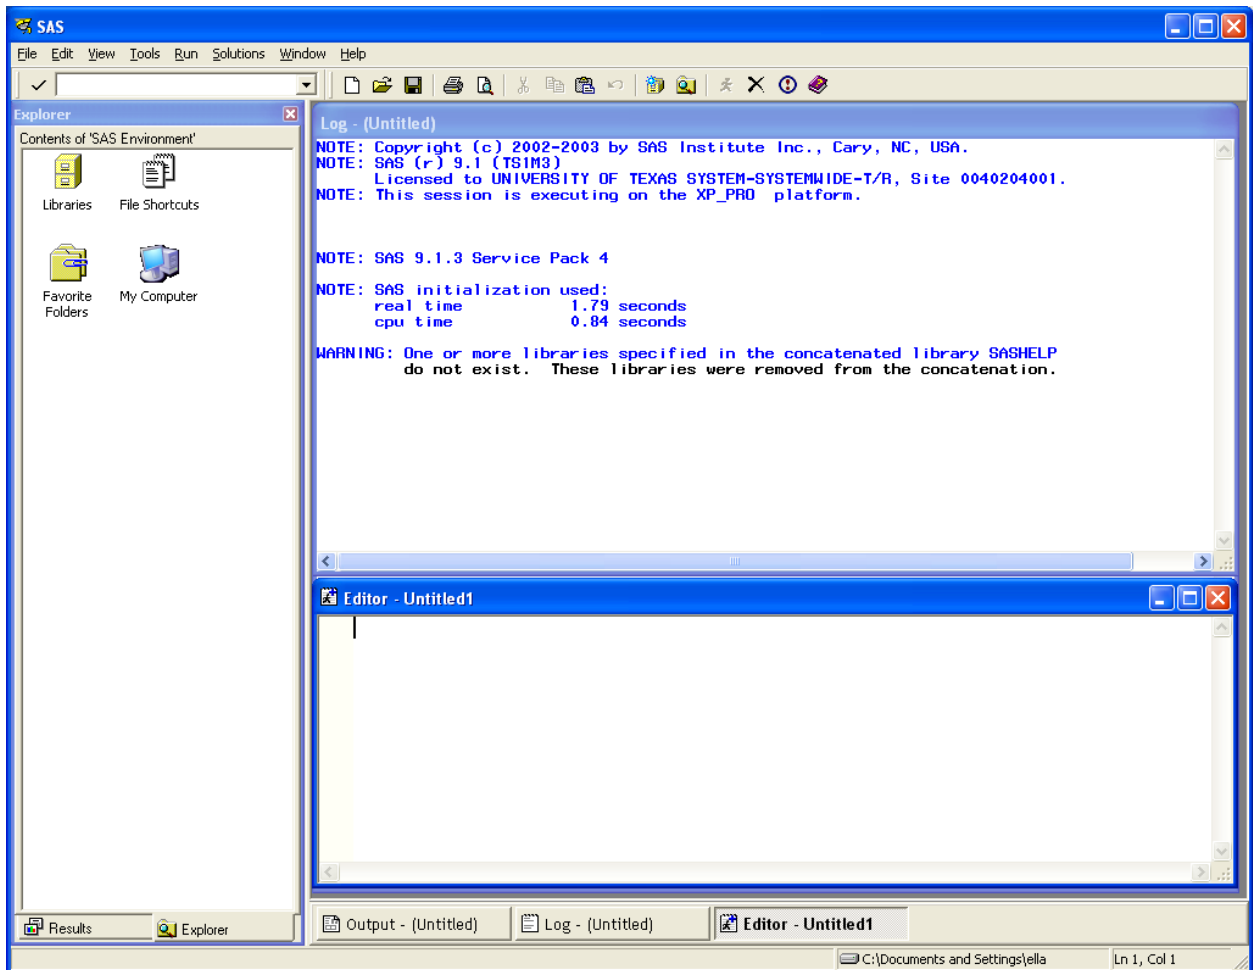 SAS
File Edit View Tools Run Solutions Window Help
Explorer
Contents of 'SAS Environment'
Libraries File Shortcuts
Favorite Folders My Computer
Log - (Untitled)
NOTE: Copyright (c) 2002-2003 by SAS Institute Inc., Cary, NC, USA.
NOTE: SAS (r) 9.1 (TS1M3)
Licensed to UNIVERSITY OF TEXAS SYSTEM-SYSTEMWIDE-T/R, Site 0040204001.
NOTE: This session is executing on the XP_PRO platform.
NOTE: SAS 9.1.3 Service Pack 4
NOTE: SAS initialization used:
real time 1.79 seconds
cpu time 0.84 seconds
WARNING: One or more libraries specified in the concatenated library SASHELP
do not exist. These libraries were removed from the concatenation.
Editor - Untitled1
Results Explorer
Output - (Untitled) Log - (Untitled) Editor - Untitled1
C:\Documents and Settings\ella Ln 1, Col 1